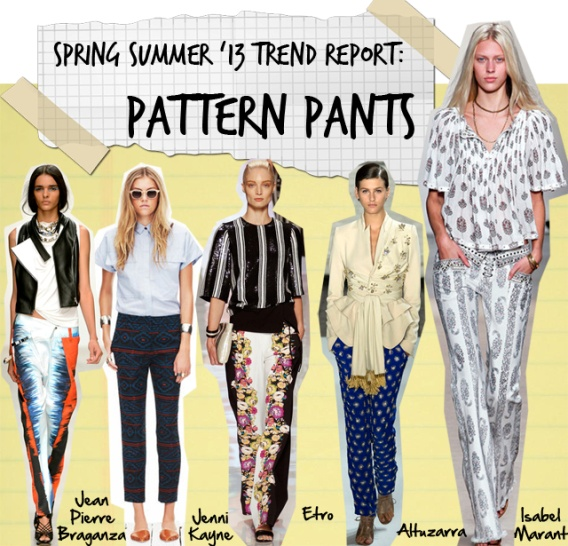 SPRING SUMMER '13 TREND REPORT:
PATTERN PANTS
Jean
Pierre
Braganza
Jenni
Kayne
Etro
Altuzarra
Isabel
Marant